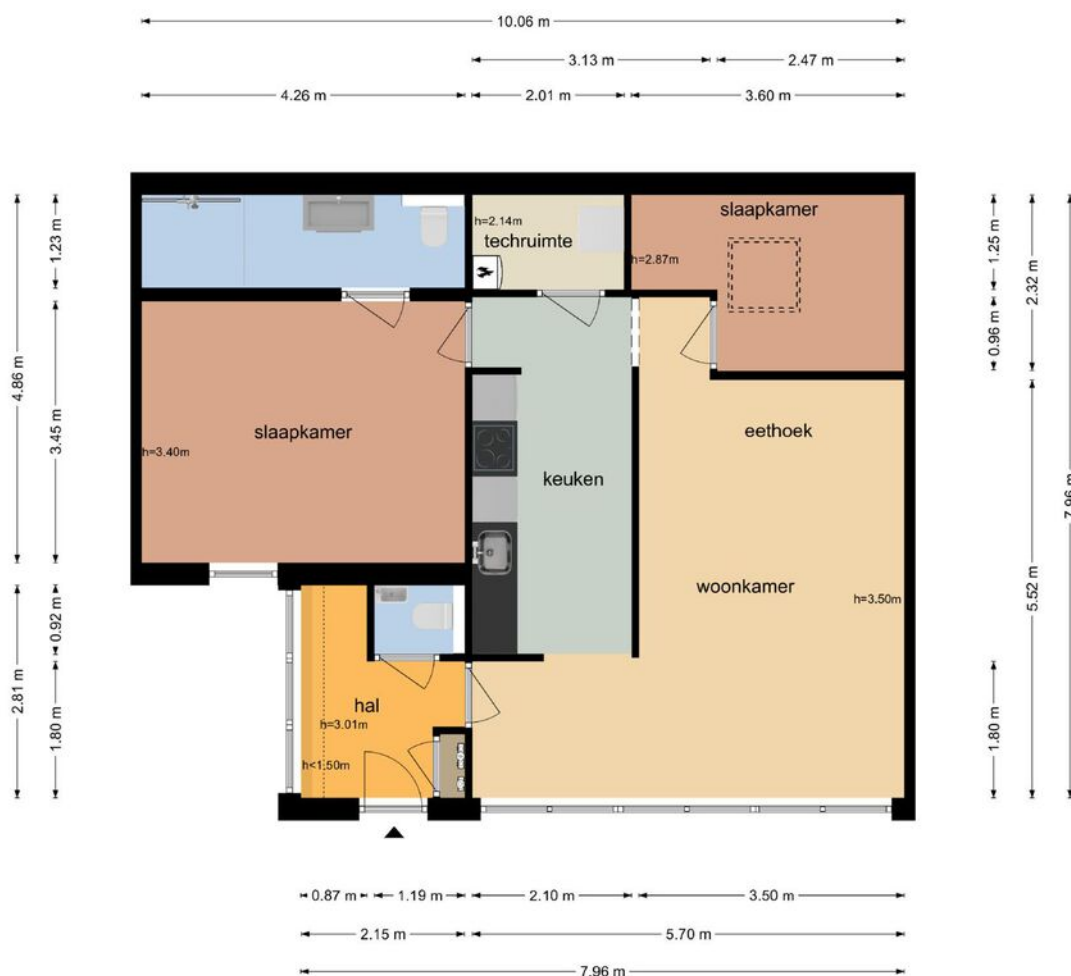 10.06 m
3.13 m
2.47 m
4.26 m
2.01 m
3.60 m
slaapkamer
h=2.14m
techruimte
h=2.87m
1.23 m
1.25 m
2.32 m
0.96 m
4.86 m
3.45 m
slaapkamer
h=3.40m
eethoek
keuken
7.96 m
woonkamer
h=3.50m
5.52 m
0.92 m
2.81 m
1.80 m
hal
h=3.01m
h<1.50m
1.80 m
0.87 m
1.19 m
2.10 m
3.50 m
2.15 m
5.70 m
7.96 m